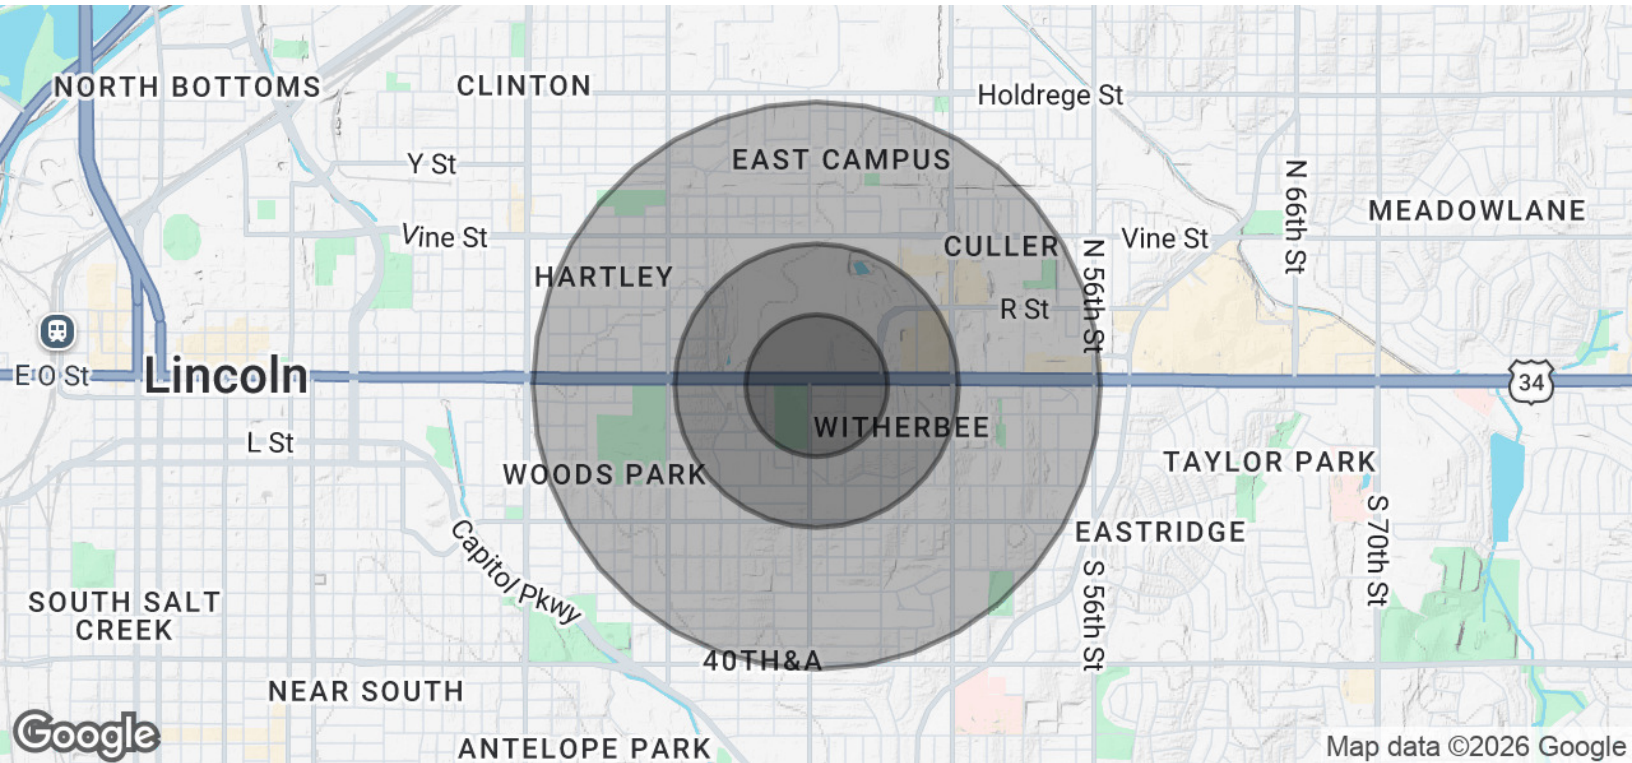 NORTH BOTTOMS
CLINTON
Holdrege St
Y St
EAST CAMPUS
N 66th St
MEADOWLANE
Vine St
CULLER
N 56th St
Vine St
HARTLEY
R St
E O St
Lincoln
34
WITHERBEE
L St
WOODS PARK
TAYLOR PARK
S 70th St
Capitol Pkwy
EASTRIDGE
S 56th St
SOUTH SALT
CREEK
40TH&A
NEAR SOUTH
Google
ANTELOPE PARK
Map data ©2026 Google